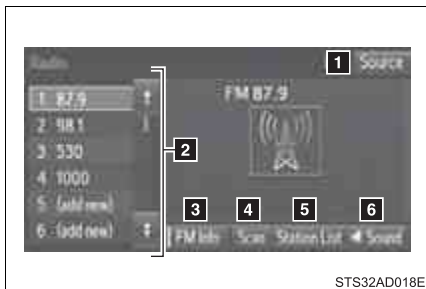 Radio
1 Source
1 87.9
FM 87.9
2 98.1
3 530
2
4 1000
5 (add new)
6 (add new)
3 4 5 6
FM Info Scan Station List Sound
STS32AD018E